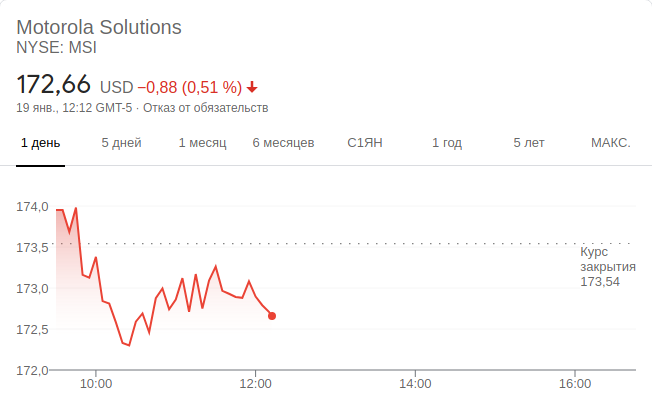 Motorola Solutions
NYSE: MSI
172,66 USD −0,88 (0,51 %)
19 янв., 12:12 GMT-5 · Отказ от обязательств
1 день 5 дней 1 месяц 6 месяцев С1ЯН 1 год 5 лет МАКС.
174,0
173,5
Курс
закрытия
173,54
173,0
172,5
172,0
10:00 12:00 14:00 16:00